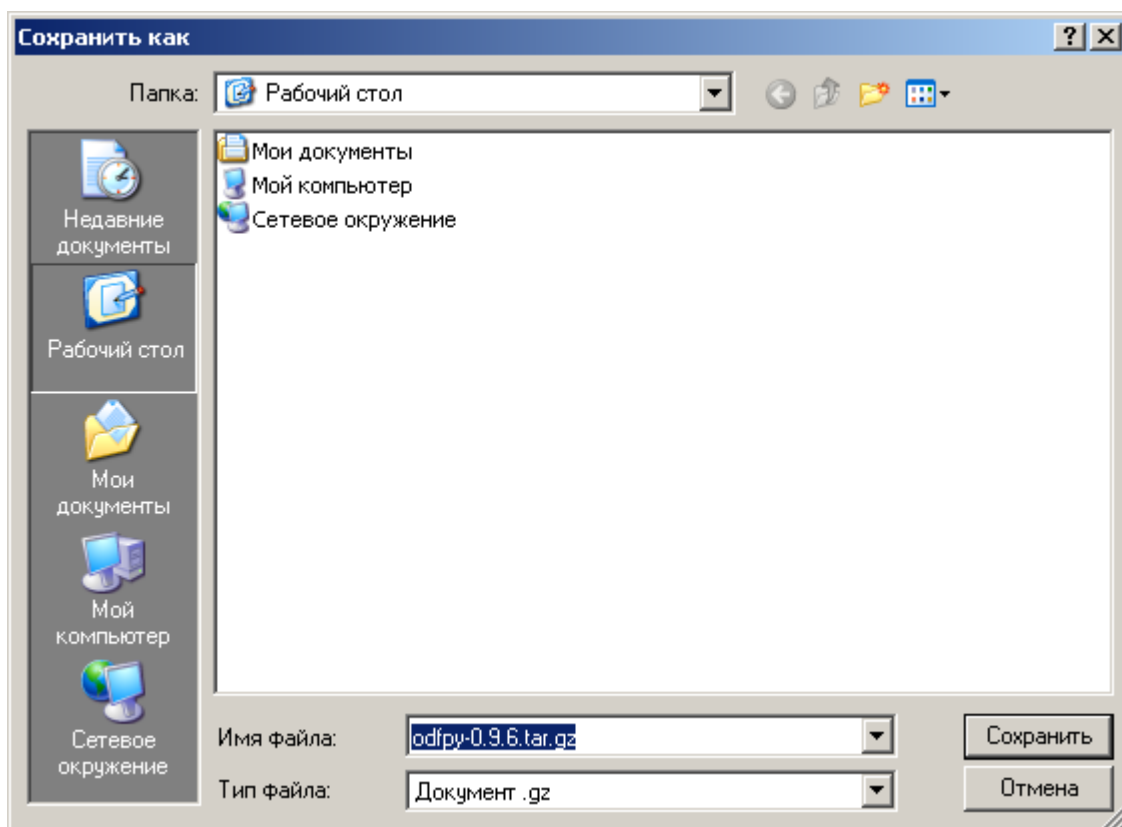 Сохранить как
Папка:
Рабочий стол
Мои документы
Мой компьютер
Сетевое окружение
Недавние
документы
Рабочий стол
Мои
документы
Мой
компьютер
Сетевое
окружение
Имя файла:
odfpy-0.9.6.tar.gz
Сохранить
Тип файла:
Документ .gz
Отмена